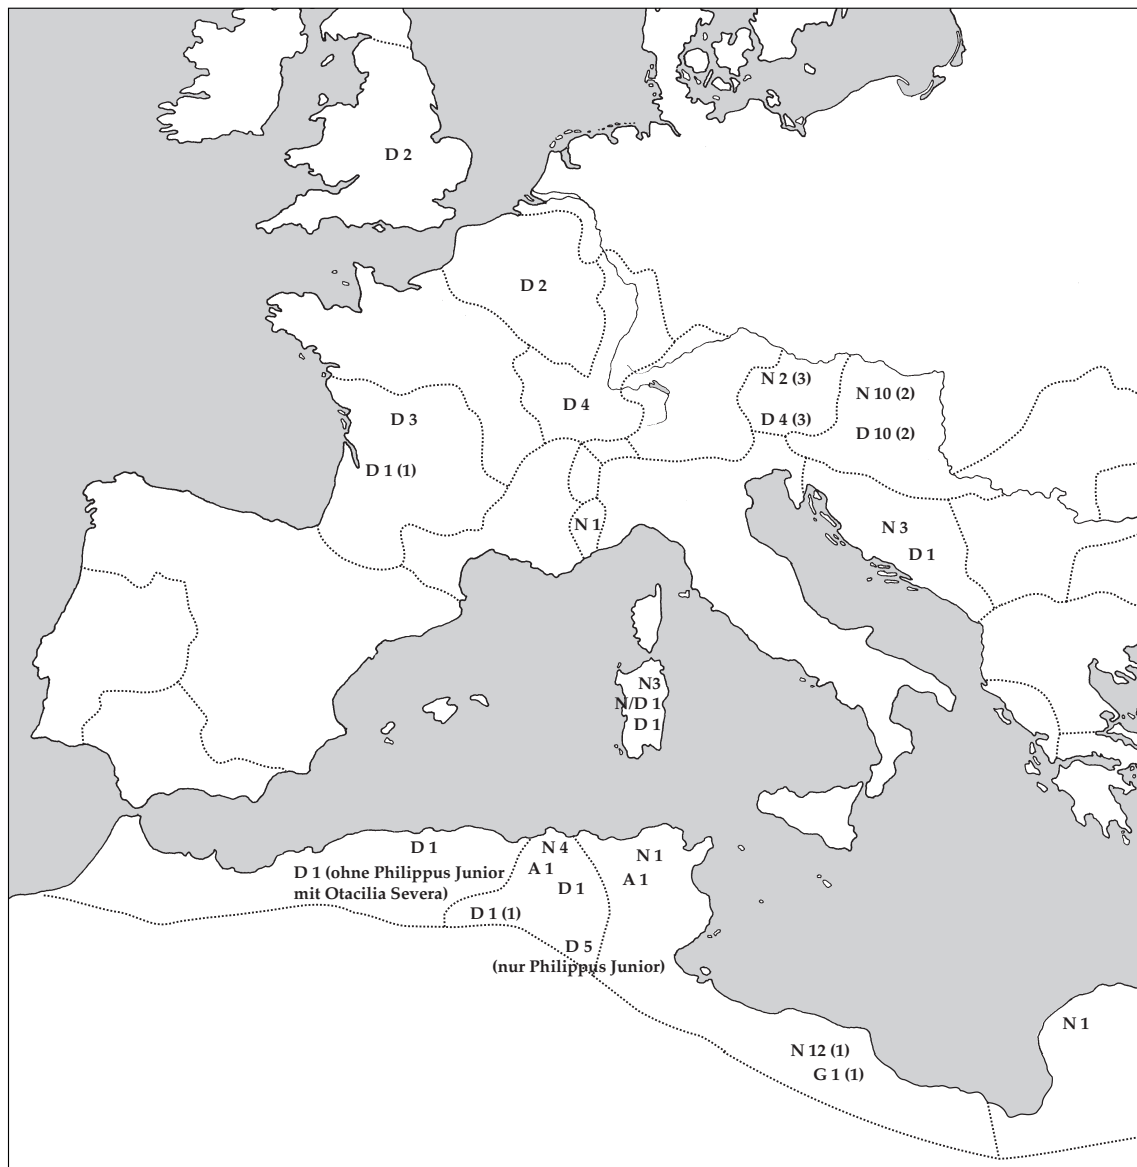 D 2
D 2
N 2 (3)
N 10 (2)
D 4
D 3
D 4 (3)
D 10 (2)
D 1 (1)
N 1
N 3
D 1
N3
N/D 1
D 1
D 1
N 4
N 1
D 1 (ohne Philippus Junior
mit Otacilia Severa)
A 1
A 1
D 1
D 1 (1)
D 5
(nur Philippus Junior)
N 1
N 12 (1)
G 1 (1)